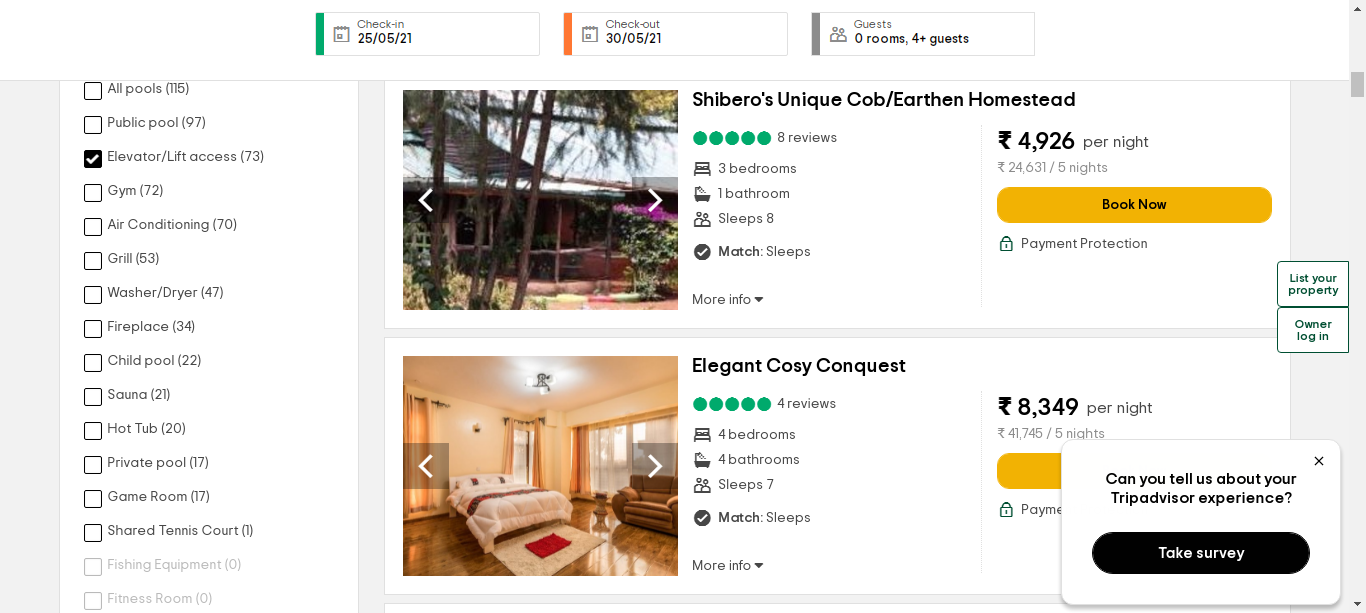 Check-in
25/05/21
Check-out
30/05/21
Guests
0 rooms, 4+ guests
All pools (115)
Public pool (97)
Elevator/Lift access (73)
Gym (72)
Air Conditioning (70)
Grill (53)
Washer/Dryer (47)
Fireplace (34)
Child pool (22)
Sauna (21)
Hot Tub (20)
Private pool (17)
Game Room (17)
Shared Tennis Court (1)
Fishing Equipment (0)
Fitness Room (0)
Shibero's Unique Cob/Earthen Homestead
8 reviews
3 bedrooms
1 bathroom
Sleeps 8
Match: Sleeps
More info
₹ 4,926 per night
₹ 24,631 / 5 nights
Book Now
Payment Protection
Elegant Cosy Conquest
4 reviews
4 bedrooms
4 bathrooms
Sleeps 7
Match: Sleeps
More info
₹ 8,349 per night
₹ 41,745 / 5 nights
Payme
List your
property
Owner
log in
Can you tell us about your
Tripadvisor experience?
Take survey